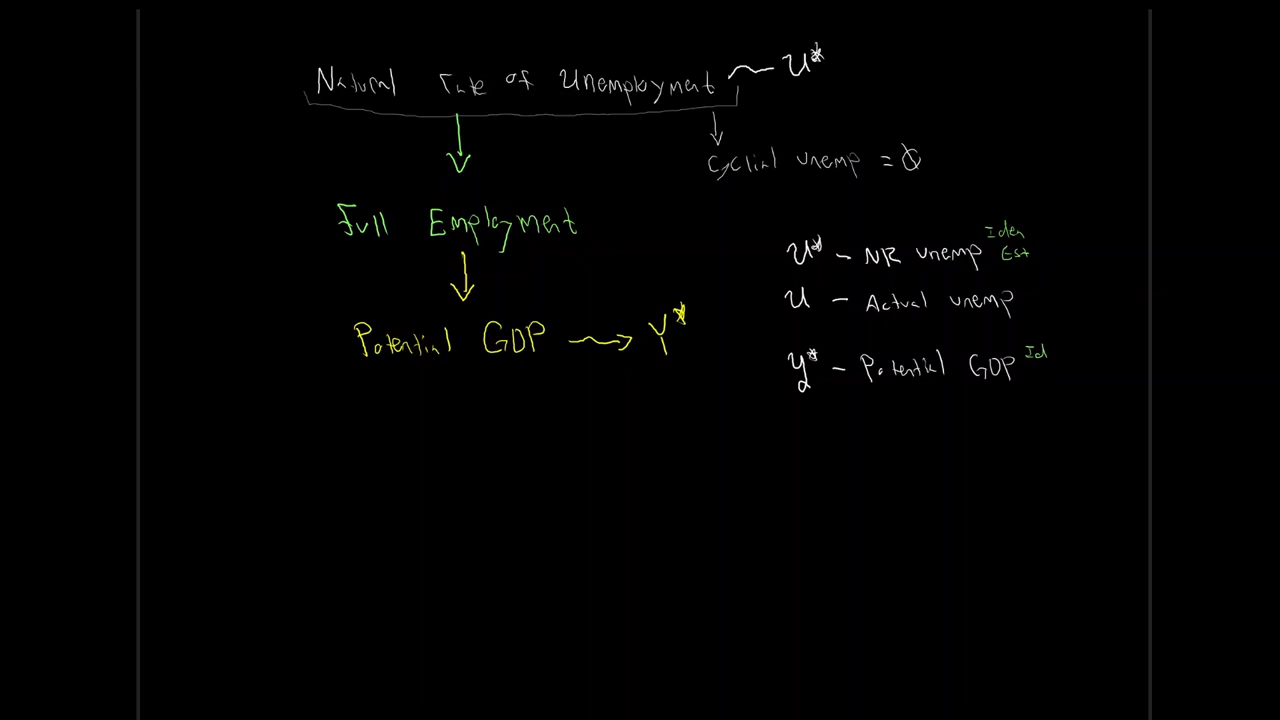 Natural rate of Unemployment ~ U*
Cyclial unemp = 0
Full Employment
Potential GDP → Y*
U* - NR unemp Iden Est
U - Actual unemp
Y* - Potential GDP Id